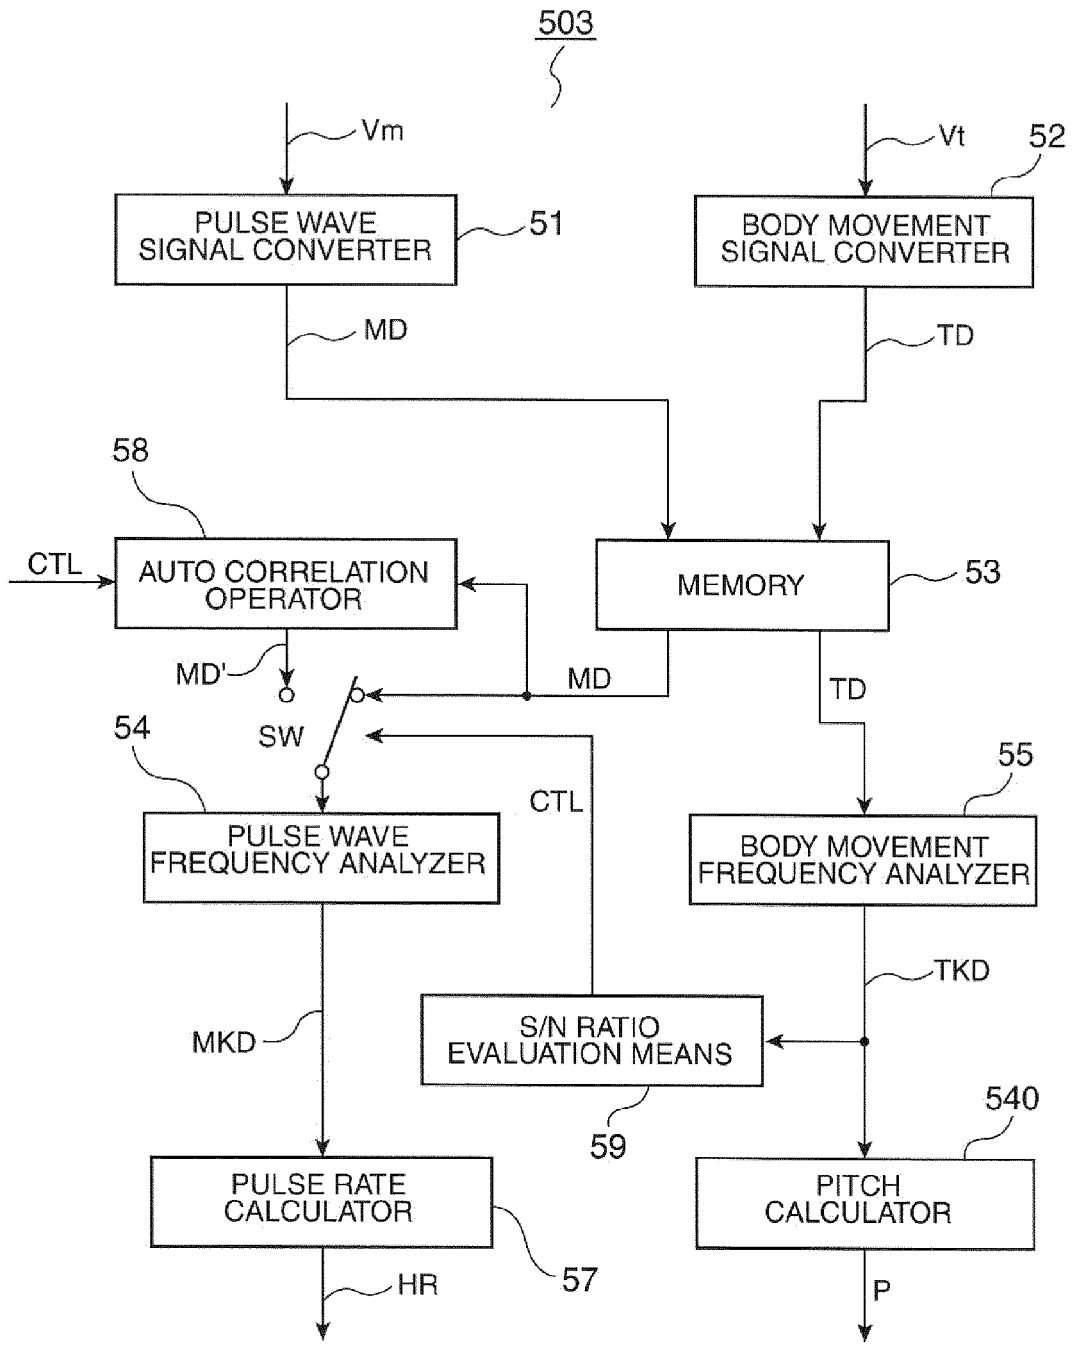 503
Vm
Vt
52
PULSE WAVE
SIGNAL CONVERTER
51
BODY MOVEMENT
SIGNAL CONVERTER
MD
TD
58
CTL
AUTO CORRELATION
OPERATOR
MEMORY
53
MD'
MD
TD
SW
54
55
CTL
PULSE WAVE
FREQUENCY ANALYZER
BODY MOVEMENT
FREQUENCY ANALYZER
TKD
MKD
S/N RATIO
EVALUATION MEANS
59
540
PULSE RATE
CALCULATOR
PITCH
CALCULATOR
57
HR
P